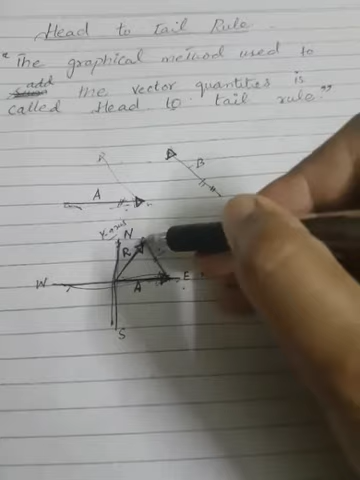 Head to tail Rule
"The graphical method used to
add the vector quantities is
called Head to tail rule."
B
A
Y-axis
N
R
W
E
A
S